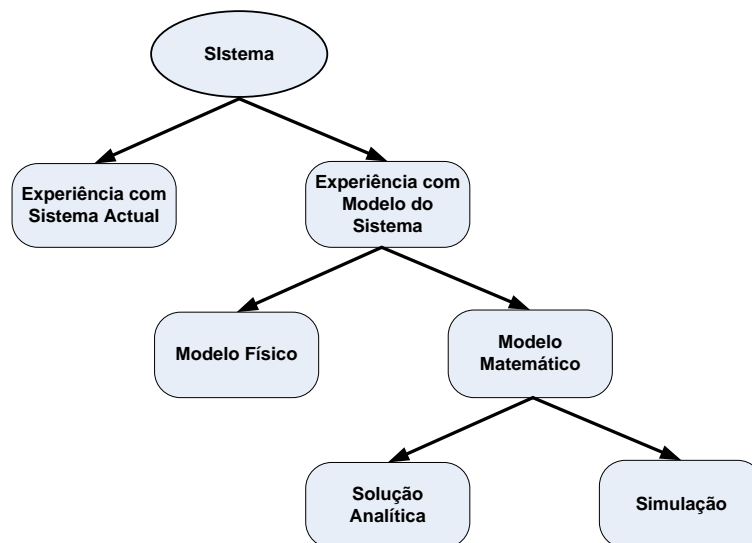 SIstema
Experiência com
Sistema Actual
Experiência com
Modelo do
Sistema
Modelo Físico
Modelo
Matemático
Solução
Analítica
Simulação